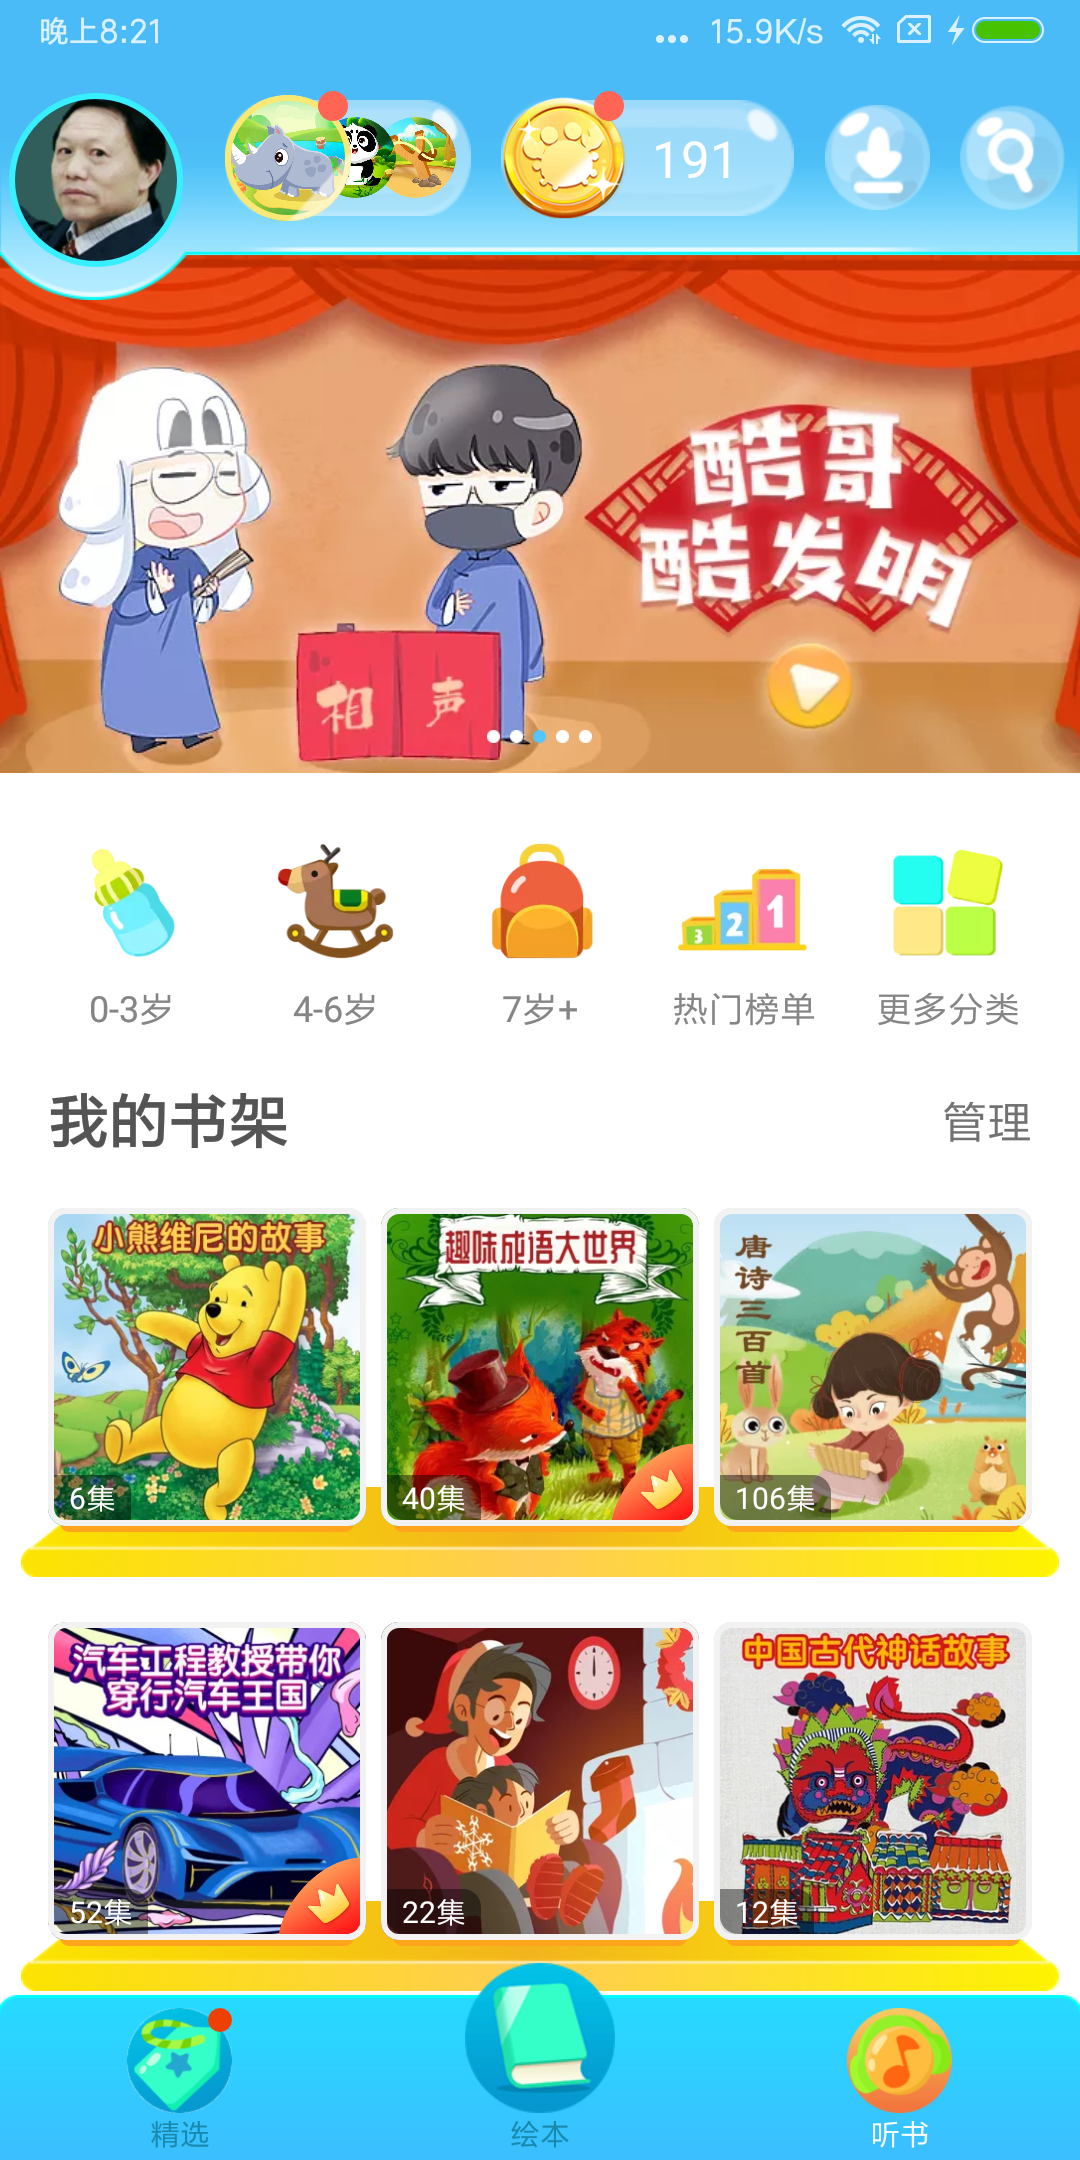 晚上8:21
... 15.9K/s
191
酷哥
酷发明
相声
3 2 1
0-3岁
4-6岁
7岁+
热门榜单
更多分类
我的书架
管理
小熊维尼的故事
6集
趣味成语大世界
40集
唐诗三百首
106集
汽车工程教授带你
穿行汽车王国
52集
22集
中国古代神话故事
12集
精选
绘本
听书